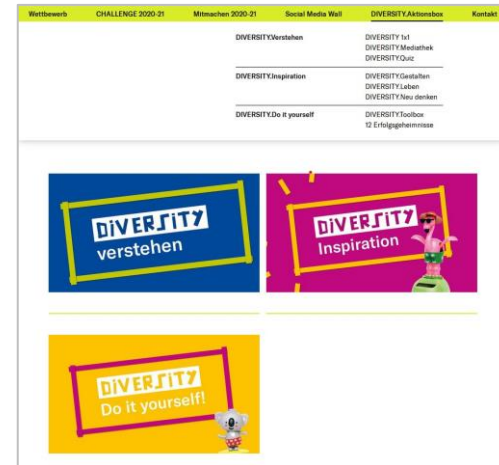 Wettbewerb CHALLENGE 2020-21 Mitmachen 2020-21 Social Media Wall DIVERSITY.Aktionsbox Kontakt
DIVERSITY.Verstehen DIVERSITY 1x1
DIVERSITY.Mediathek
DIVERSITY.Quiz
DIVERSITY.Inspiration DIVERSITY.Gestalten
DIVERSITY.Leben
DIVERSITY.Neu denken
DIVERSITY.Do it yourself DIVERSITY.Toolbox
12 Erfolgsgeheimnisse
DiVERSiTY
verstehen
DiVERSiTY
Inspiration
DiVERSiTY
Do it yourself!